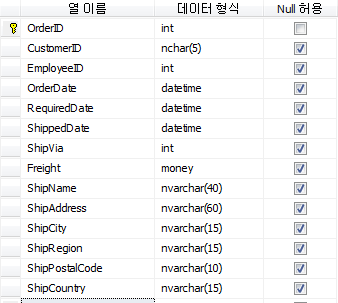 열 이름 데이터 형식 Null 허용
OrderID int
CustomerID nchar(5)
EmployeeID int
OrderDate datetime
RequiredDate datetime
ShippedDate datetime
ShipVia int
Freight money
ShipName nvarchar(40)
ShipAddress nvarchar(60)
ShipCity nvarchar(15)
ShipRegion nvarchar(15)
ShipPostalCode nvarchar(10)
ShipCountry nvarchar(15)